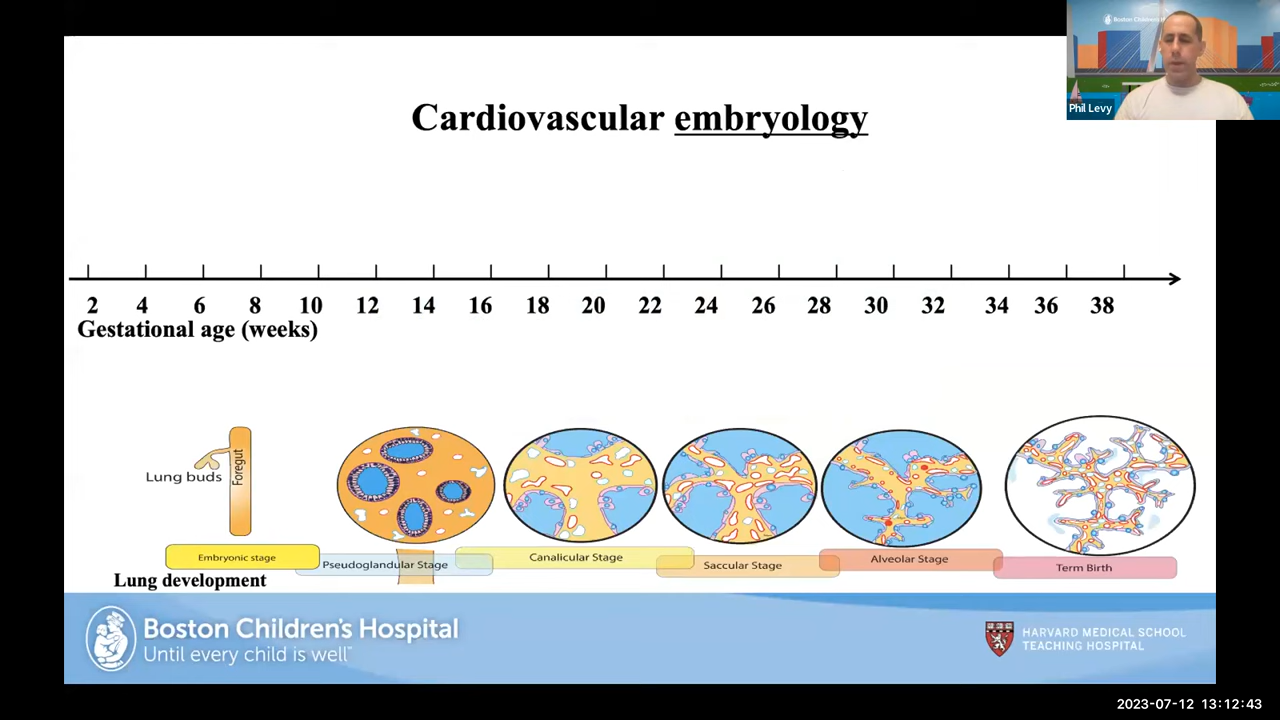 Boston Children's H
Phil Levy
Cardiovascular embryology
2 4 6 8 10 12 14 16 18 20 22 24 26 28 30 32 34 36 38
Gestational age (weeks)
Lung buds
Foregut
Embryonic stage
Pseudoglandular Stage
Canalicular Stage
Saccular Stage
Alveolar Stage
Term Birth
Lung development
Boston Children's Hospital
Until every child is well™
HARVARD MEDICAL SCHOOL
TEACHING HOSPITAL
2023-07-12 13:12:43